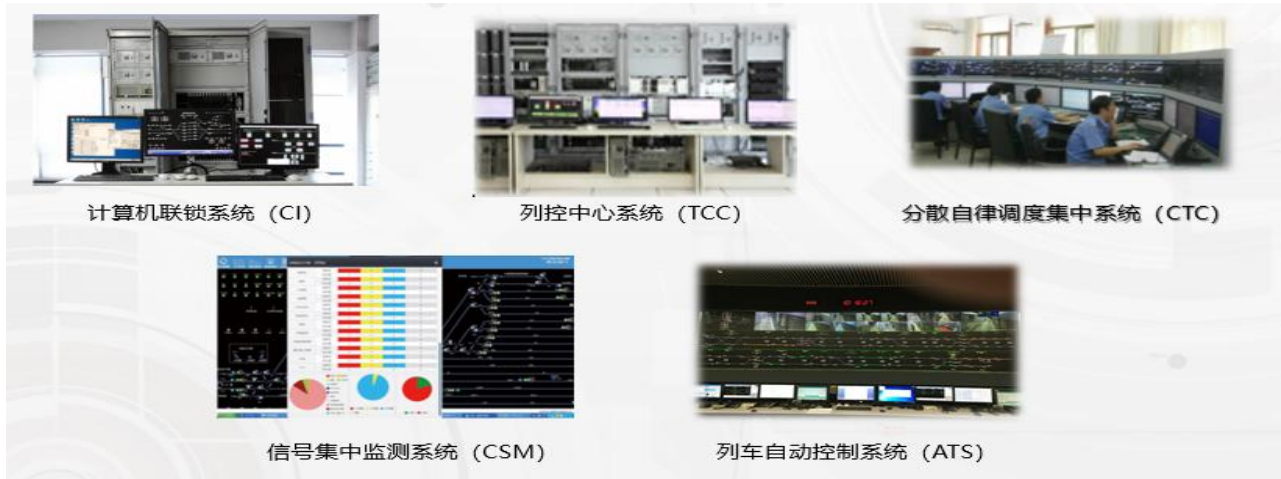 计算机联锁系统（CI）
列控中心系统（TCC）
分散自律调度集中系统（CTC）
信号集中监测系统（CSM）
列车自动控制系统（ATS）